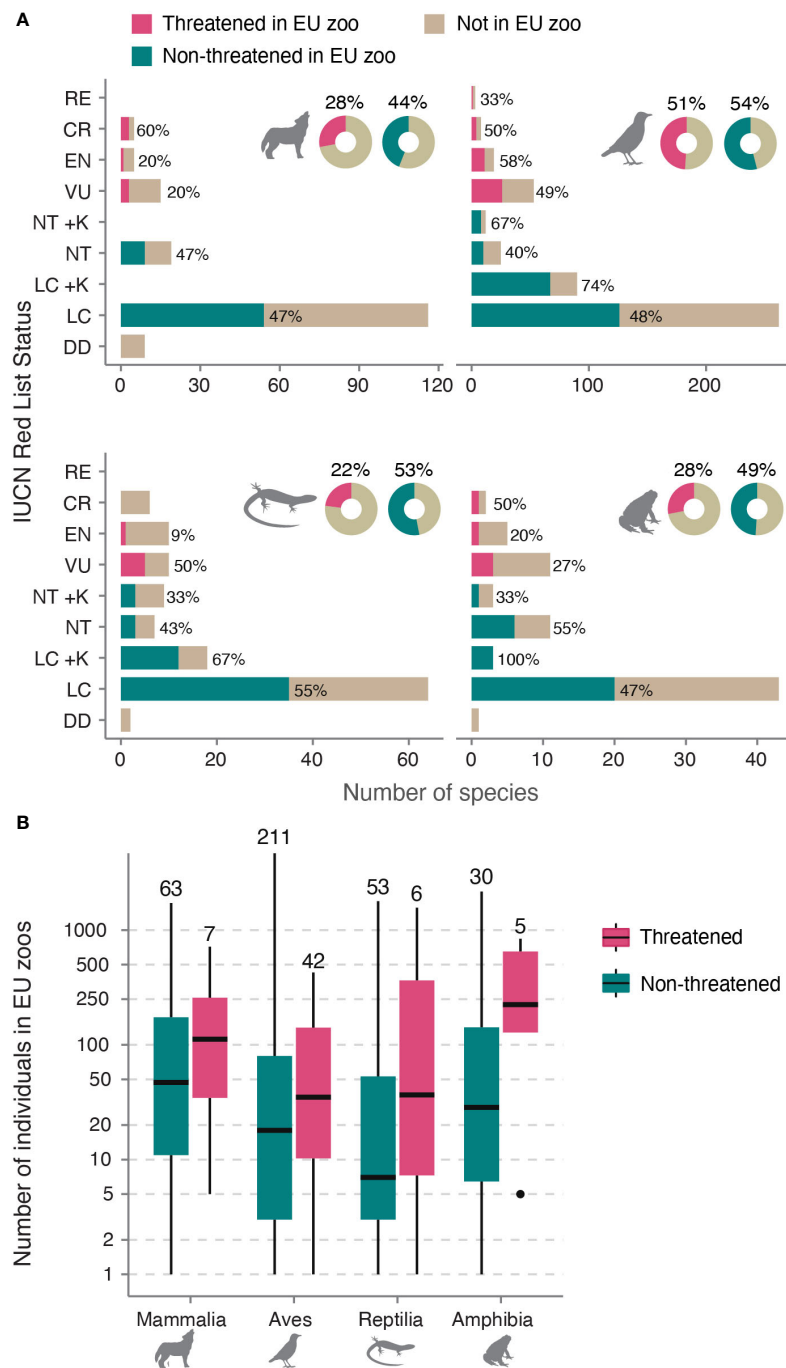 A
Threatened in EU zoo
Not in EU zoo
Non-threatened in EU zoo
IUCN Red List Status
28% 44%
51% 54%
RE 33%
CR 60% 50%
EN 20% 58%
VU 20% 49%
NT +K 67%
NT 47% 40%
LC +K 74%
LC 47% 48%
DD
0 30 60 90 120
0 100 200
22% 53%
28% 49%
RE
CR 50%
EN 9% 20%
VU 50% 27%
NT +K 33% 33%
NT 43% 55%
LC +K 67% 100%
LC 55% 47%
DD
0 20 40 60
0 10 20 30 40
Number of species
B
Number of individuals in EU zoos
1000
500
250
100
50
20
10
5
2
1
63 7 211 42 53 6 30 5
Threatened
Non-threatened
Mammalia Aves Reptilia Amphibia